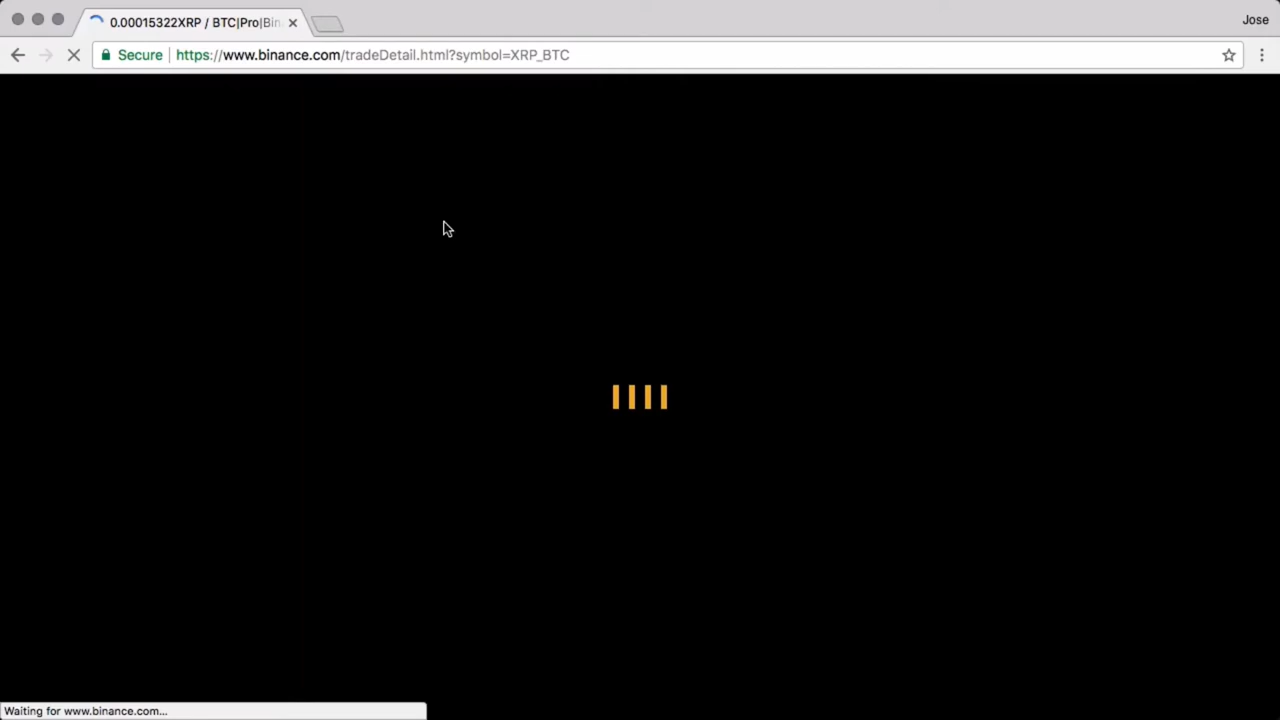 0.00015322XRP / BTC|Pro|Bin
Jose
Secure
https://www.binance.com/tradeDetail.html?symbol=XRP_BTC
Waiting for www.binance.com...